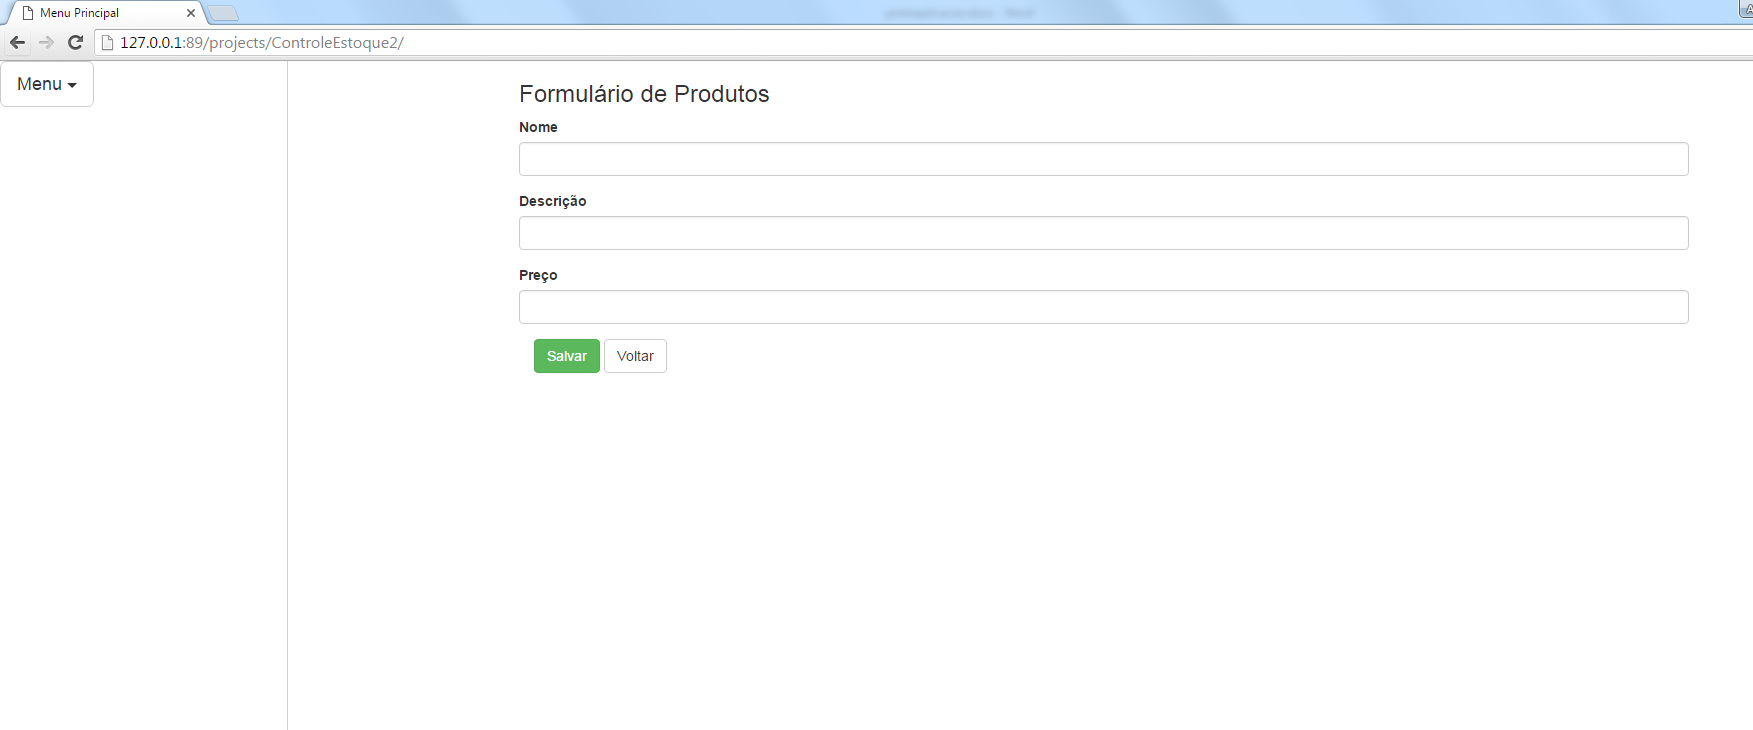 Menu Principal
127.0.0.1:89/projects/ControleEstoque2/
Menu
Formulário de Produtos
Nome
Descrição
Preço
Salvar Voltar